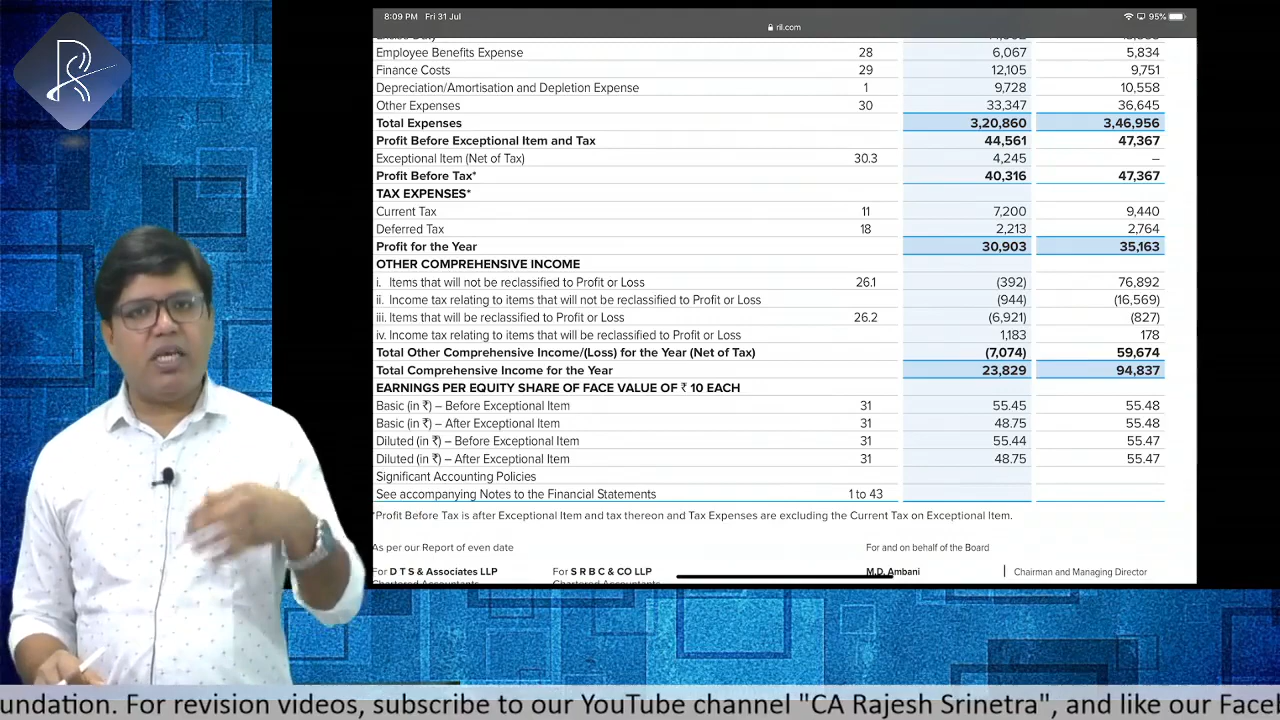 8:09 PM Fri 31 Jul
95%
ril.com
Employee Benefits Expense 28 6,067 5,834
Finance Costs 29 12,105 9,751
Depreciation/Amortisation and Depletion Expense 1 9,728 10,558
Other Expenses 30 33,347 36,645
Total Expenses 3,20,860 3,46,956
Profit Before Exceptional Item and Tax 44,561 47,367
Exceptional Item (Net of Tax) 30.3 4,245 –
Profit Before Tax* 40,316 47,367
TAX EXPENSES*
Current Tax 11 7,200 9,440
Deferred Tax 18 2,213 2,764
Profit for the Year 30,903 35,163
OTHER COMPREHENSIVE INCOME
i. Items that will not be reclassified to Profit or Loss 26.1 (392) 76,892
ii. Income tax relating to items that will not be reclassified to Profit or Loss (944) (16,569)
iii. Items that will be reclassified to Profit or Loss 26.2 (6,921) (827)
iv. Income tax relating to items that will be reclassified to Profit or Loss 1,183 178
Total Other Comprehensive Income/(Loss) for the Year (Net of Tax) (7,074) 59,674
Total Comprehensive Income for the Year 23,829 94,837
EARNINGS PER EQUITY SHARE OF FACE VALUE OF ₹ 10 EACH
Basic (in ₹) – Before Exceptional Item 31 55.45 55.48
Basic (in ₹) – After Exceptional Item 31 48.75 55.48
Diluted (in ₹) – Before Exceptional Item 31 55.44 55.47
Diluted (in ₹) – After Exceptional Item 31 48.75 55.47
Significant Accounting Policies
See accompanying Notes to the Financial Statements 1 to 43
*Profit Before Tax is after Exceptional Item and tax thereon and Tax Expenses are excluding the Current Tax on Exceptional Item.
As per our Report of even date For and on behalf of the Board
For D T S & Associates LLP For S R B C & CO LLP M.D. Ambani Chairman and Managing Director
Chartered Accountants Chartered Accountants
undation. For revision videos, subscribe to our YouTube channel "CA Rajesh Srinetra", and like our Faceb